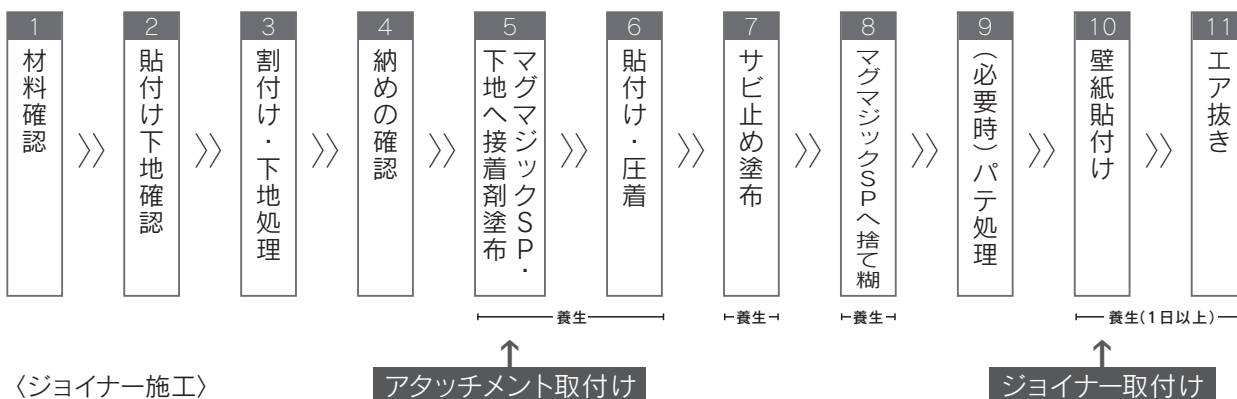 1
材料確認
2
貼付け下地確認
3
割付け・下地処理
4
納めの確認
5
マグマジックSP・
下地へ接着剤塗布
6
貼付け・圧着
7
サビ止め塗布
8
マグマジックSPへ捨て糊
9
（必要時）パテ処理
10
壁紙貼付け
11
エア抜き
養生
養生
養生
養生(1日以上)
〈ジョイナー施工〉
アタッチメント取付け
ジョイナー取付け